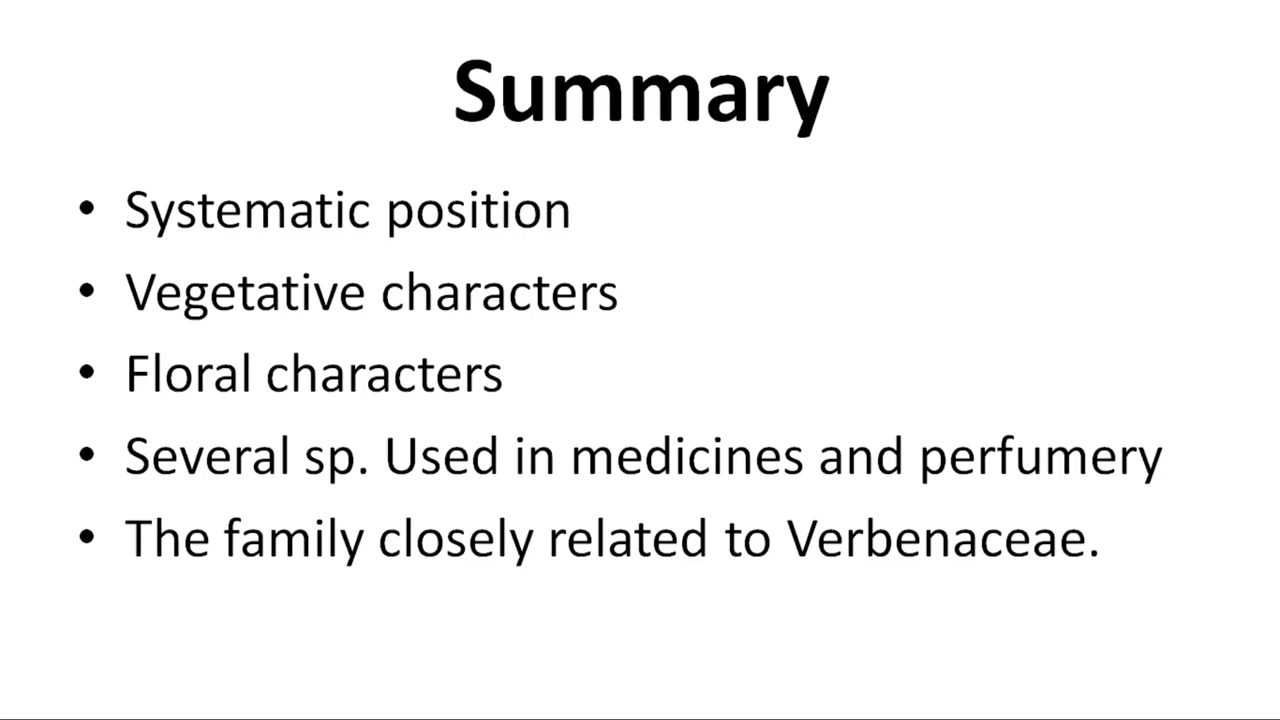 Summary
• Systematic position
• Vegetative characters
• Floral characters
• Several sp. Used in medicines and perfumery
• The family closely related to Verbenaceae.